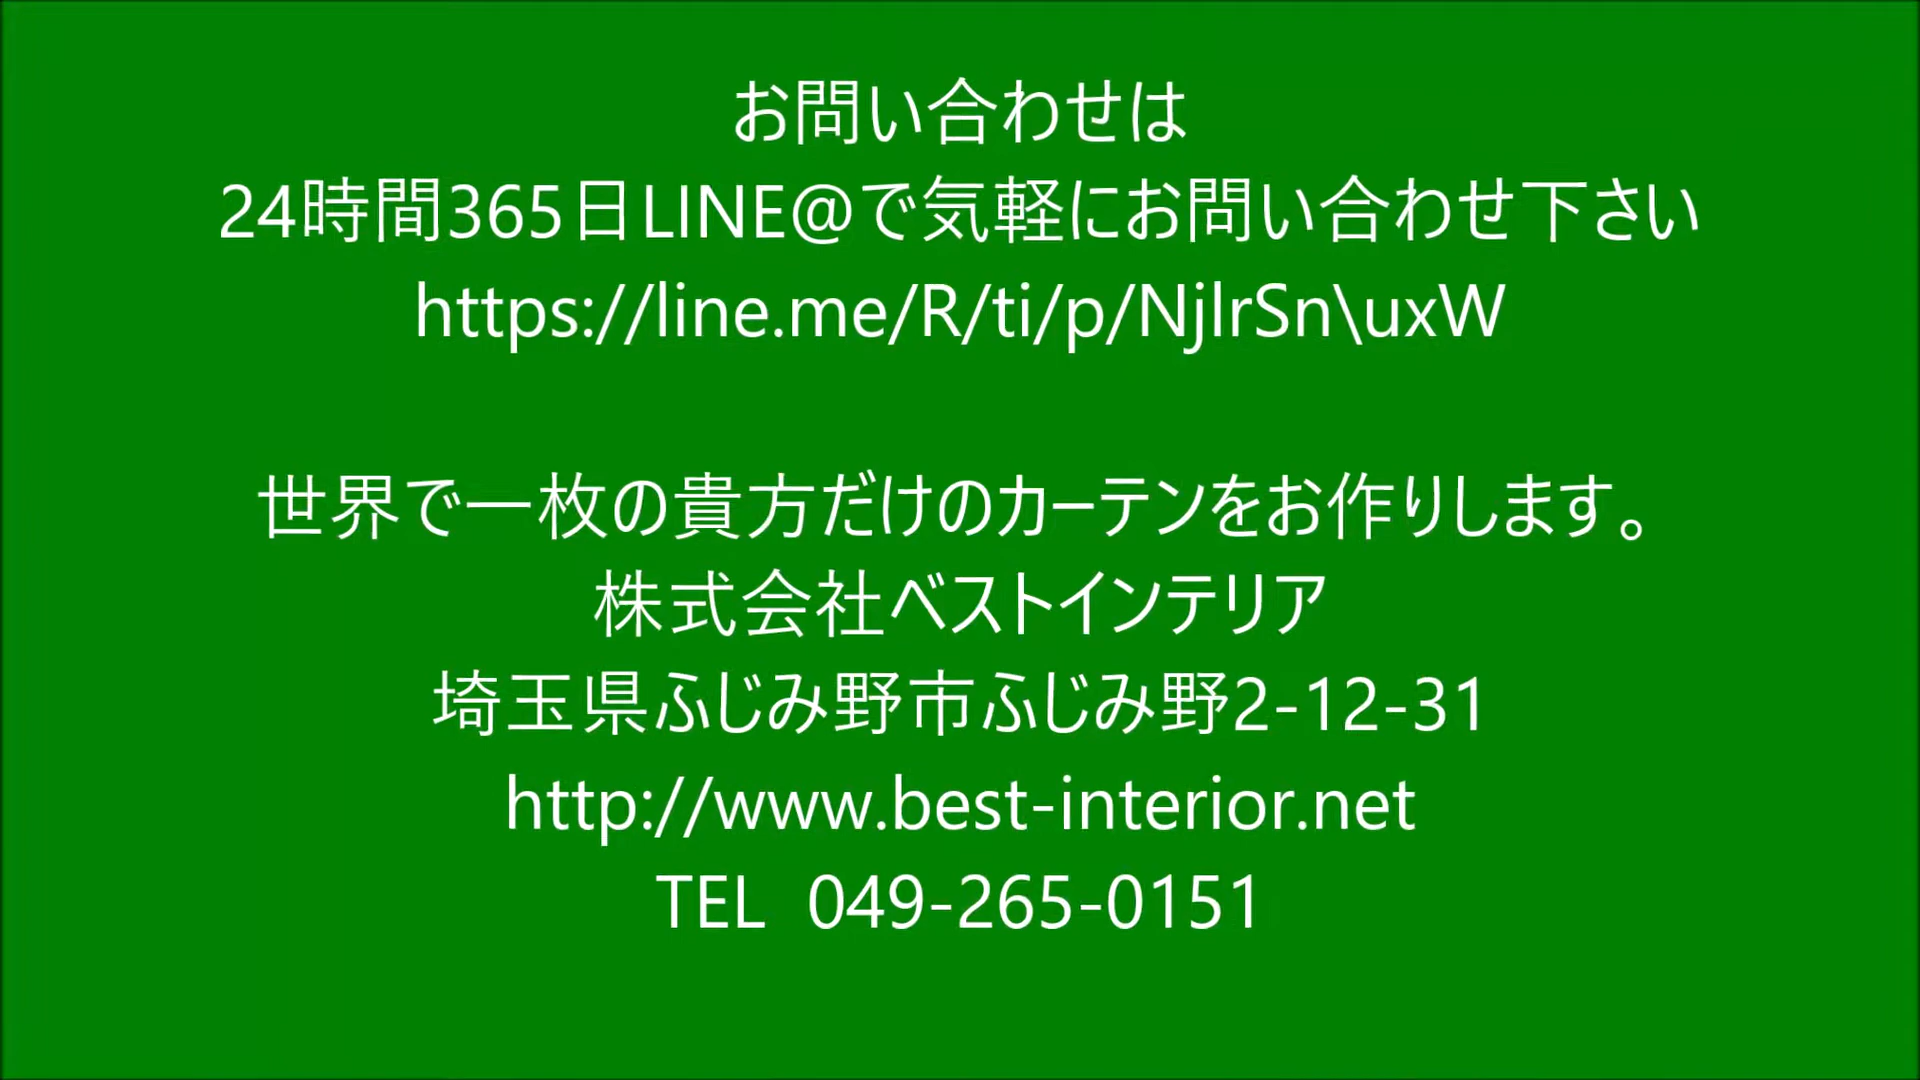 お問い合わせは
24時間365日LINE@で気軽にお問い合わせ下さい
https://line.me/R/ti/p/NjlrSn\uxW
世界で一枚の貴方だけのカーテンをお作りします。
株式会社ベストインテリア
埼玉県ふじみ野市ふじみ野2-12-31
http://www.best-interior.net
TEL  049-265-0151